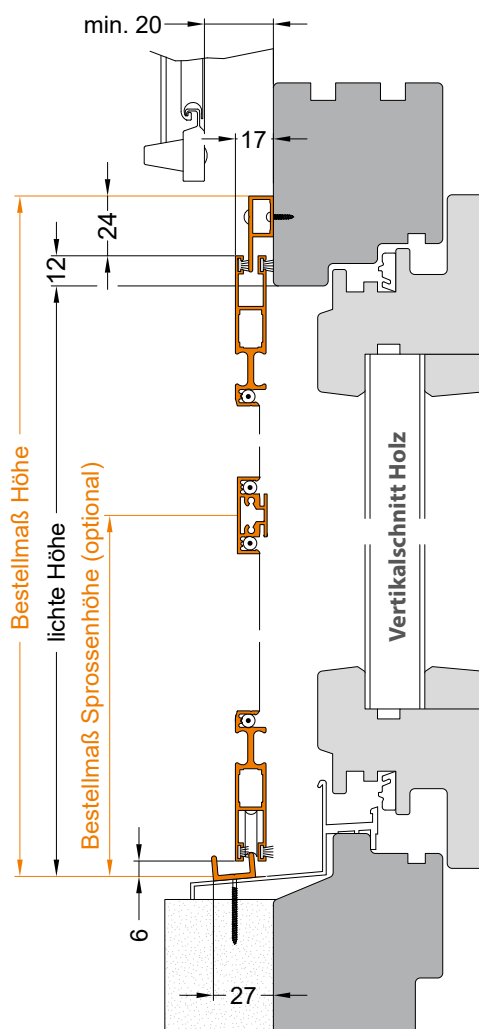 min. 20
17
24
12
Bestellmaß Höhe
lichte Höhe
Bestellmaß Sprossenhöhe (optional)
Vertikalschnitt Holz
6
27